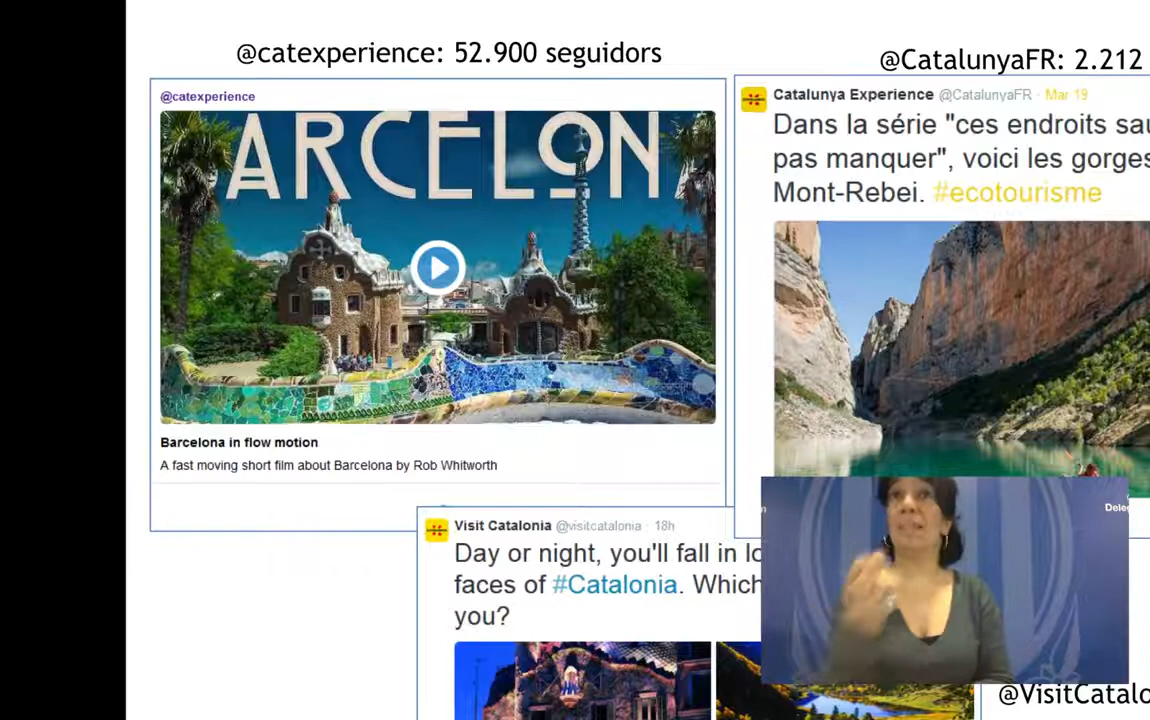 @catexperience: 52.900 seguidors
@CatalunyaFR: 2.212
@catexperience
ARCELON
Barcelona in flow motion
A fast moving short film about Barcelona by Rob Whitworth
Catalunya Experience @CatalunyaFR · Mar 19
Dans la série "ces endroits
pas manquer", voici les gorges
Mont-Rebei. #ecotourisme
Visit Catalonia @visitcatalonia · 18h
Day or night, you'll fall in
faces of #Catalonia. Which
you?
@VisitCatalo